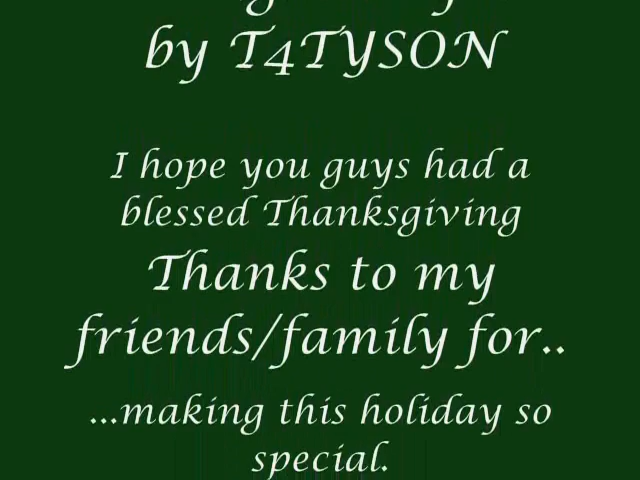 by T4TYSON
I hope you guys had a
blessed Thanksgiving
Thanks to my
friends/family for..
...making this holiday so
special.